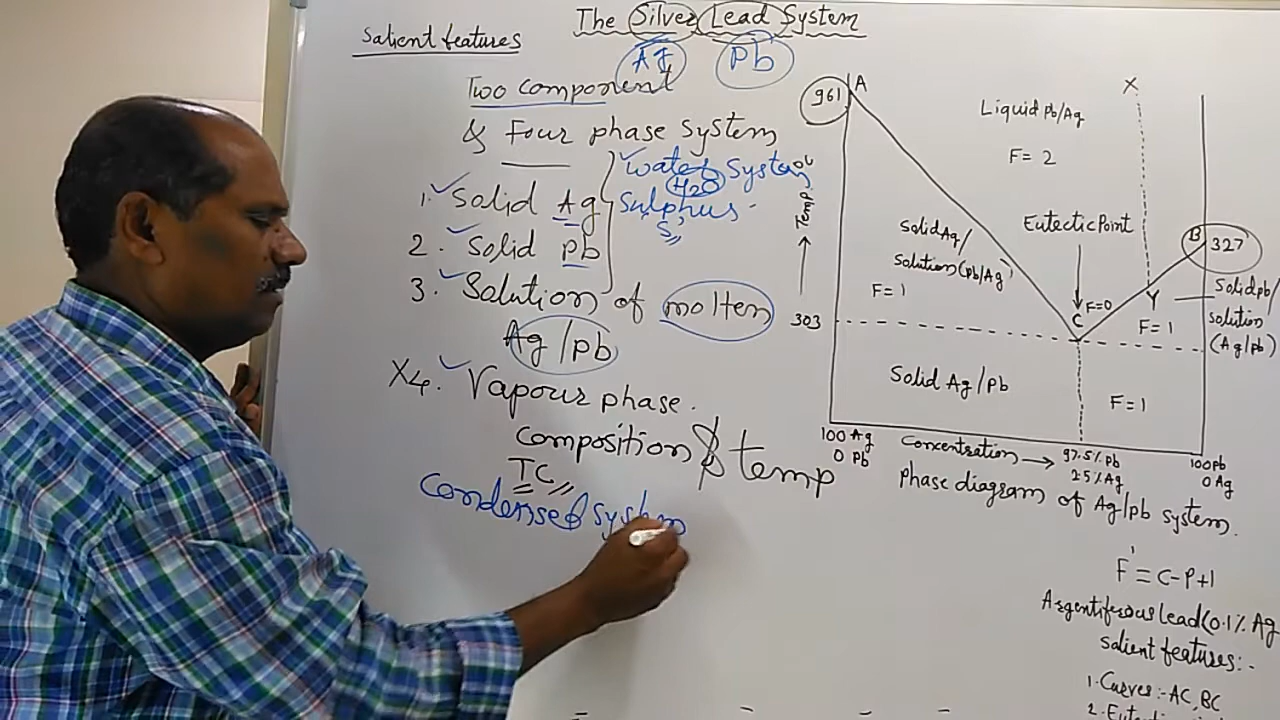 The Silver Lead System
Salient features
Ag Pb
Two component
& Four phase system
1. Solid Ag
2. Solid Pb
3. Solution of molten
Ag/pb
water System
H2O
Sulphur
S
X4. Vapour phase.
composition & temp
TC
Condensed system
961
A
X
Liquid Pb/Ag
F= 2
Temp °C
Solid Ag/
Solution (Pb/Ag)
F= 1
Eutectic Point
B
327
C
F=0
Y
F= 1
Solid pb/
solution
(Ag/pb)
303
Solid Ag/Pb
F= 1
100 Ag
0 Pb
Concentration
97.5% Pb
2.5% Ag
100 Pb
0 Ag
Phase diagram of Ag/pb system.
F' = C-P+1
Argentiferous lead (0.1% Ag
salient features:-
1. Curves:- AC, BC
2.